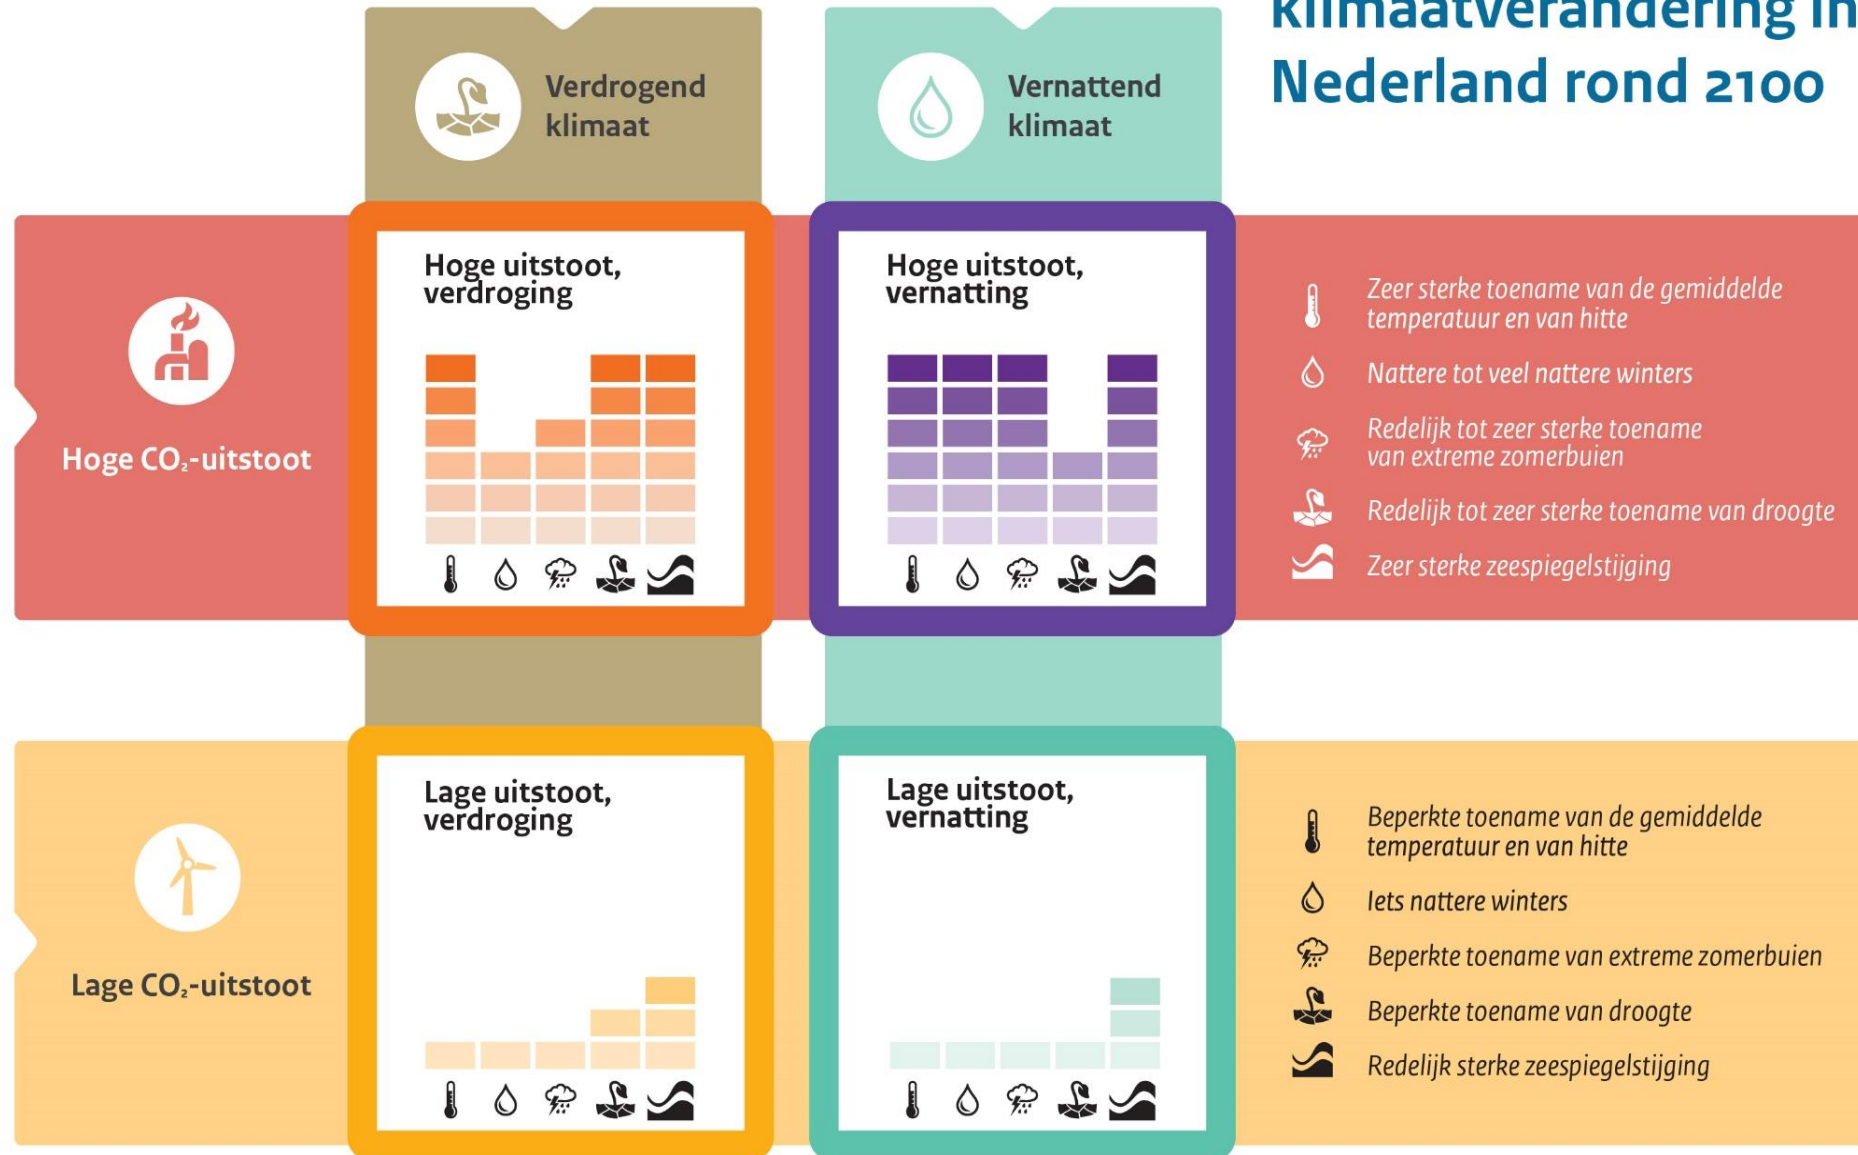 klimaatverandering in
Nederland rond 2100
Verdrogend
klimaat
Vernattend
klimaat
Hoge CO₂-uitstoot
Hoge uitstoot,
verdroging
Hoge uitstoot,
vernatting
Zeer sterke toename van de gemiddelde
temperatuur en van hitte
Nattere tot veel nattere winters
Redelijk tot zeer sterke toename
van extreme zomerbuien
Redelijk tot zeer sterke toename van droogte
Zeer sterke zeespiegelstijging
Lage CO₂-uitstoot
Lage uitstoot,
verdroging
Lage uitstoot,
vernatting
Beperkte toename van de gemiddelde
temperatuur en van hitte
Iets nattere winters
Beperkte toename van extreme zomerbuien
Beperkte toename van droogte
Redelijk sterke zeespiegelstijging